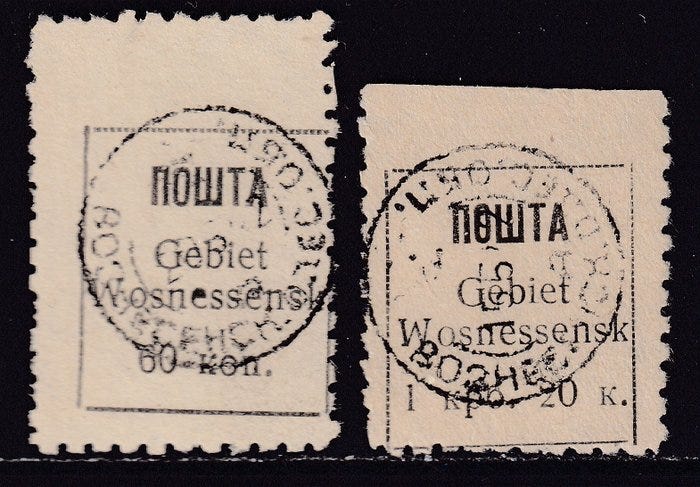 ПОШТА
Gebiet
Wosnessensk
60 коп.
ПОШТА
Gebiet
Wosnessensk
1 крб. 20 к.